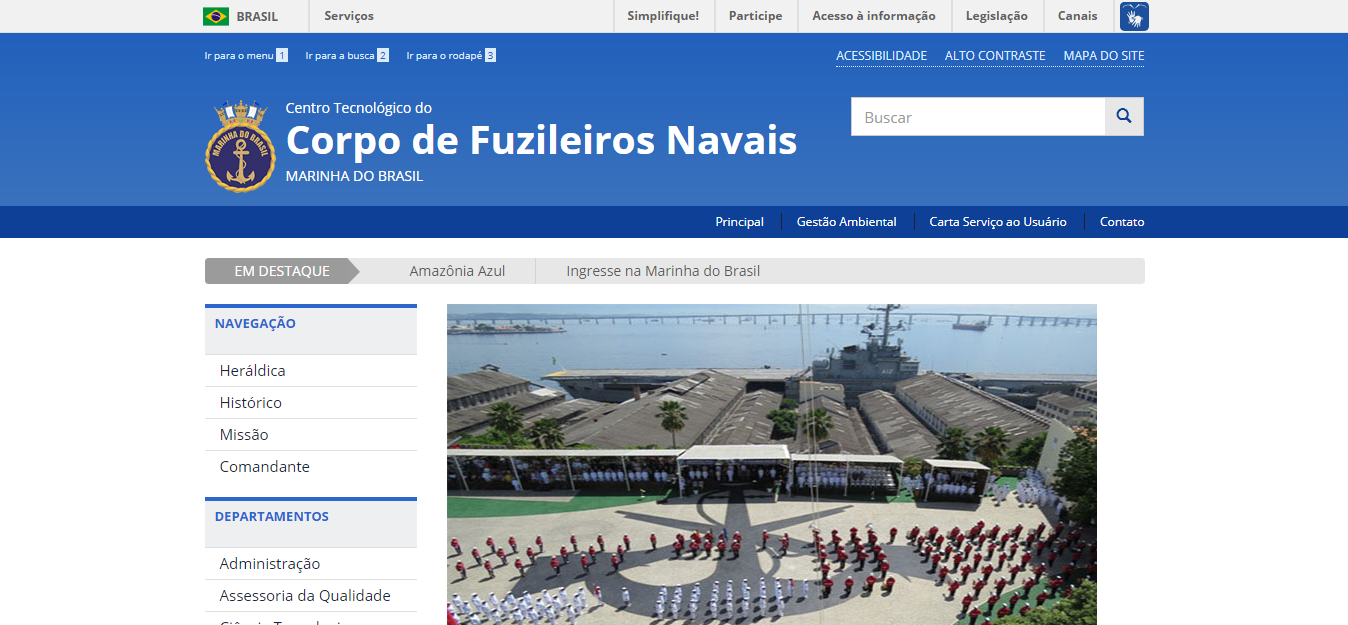 BRASIL Serviços Simplifique! Participe Acesso à informação Legislação Canais
Ir para o menu 1 Ir para a busca 2 Ir para o rodapé 3 ACESSIBILIDADE ALTO CONTRASTE MAPA DO SITE
MARINHA DO BRASIL
Centro Tecnológico do
Corpo de Fuzileiros Navais
MARINHA DO BRASIL
Buscar
Principal Gestão Ambiental Carta Serviço ao Usuário Contato
EM DESTAQUE Amazônia Azul Ingresse na Marinha do Brasil
NAVEGAÇÃO
Heráldica
Histórico
Missão
Comandante
DEPARTAMENTOS
Administração
Assessoria da Qualidade
A12